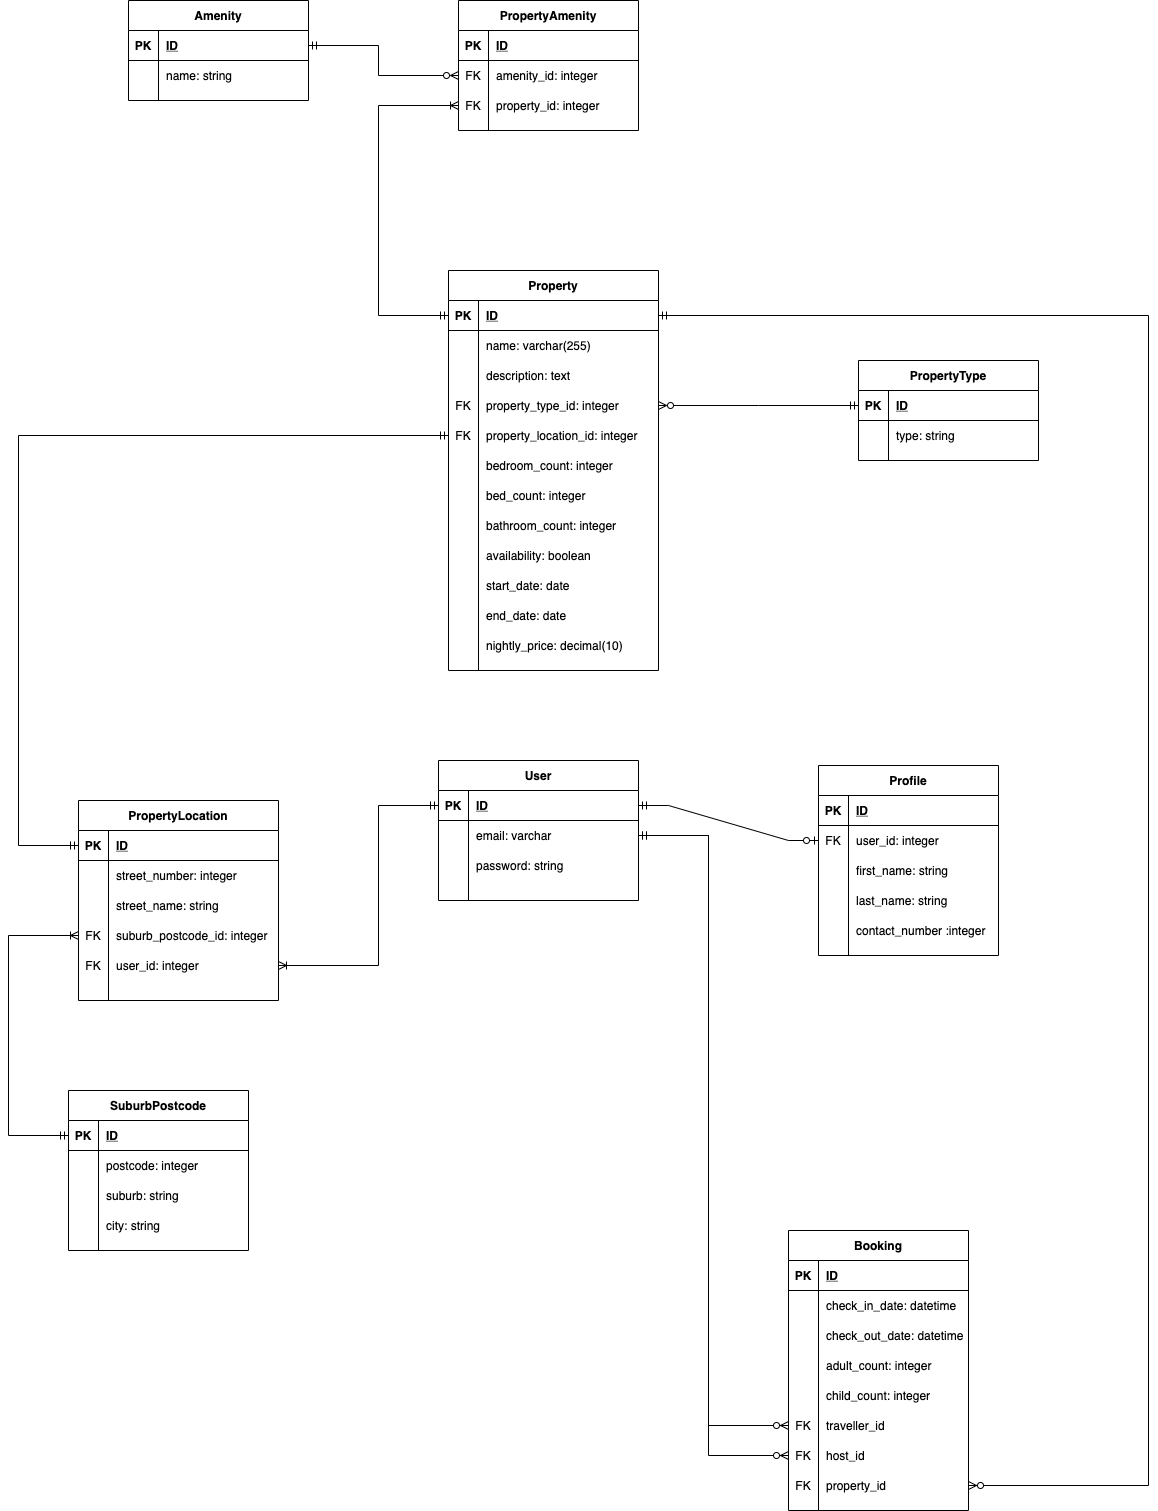 Amenity
PK ID
name: string
PropertyAmenity
PK ID
FK amenity_id: integer
FK property_id: integer
Property
PK ID
name: varchar(255)
description: text
FK property_type_id: integer
FK property_location_id: integer
bedroom_count: integer
bed_count: integer
bathroom_count: integer
availability: boolean
start_date: date
end_date: date
nightly_price: decimal(10)
PropertyType
PK ID
type: string
PropertyLocation
PK ID
street_number: integer
street_name: string
FK suburb_postcode_id: integer
FK user_id: integer
User
PK ID
email: varchar
password: string
Profile
PK ID
FK user_id: integer
first_name: string
last_name: string
contact_number :integer
SuburbPostcode
PK ID
postcode: integer
suburb: string
city: string
Booking
PK ID
check_in_date: datetime
check_out_date: datetime
adult_count: integer
child_count: integer
FK traveller_id
FK host_id
FK property_id